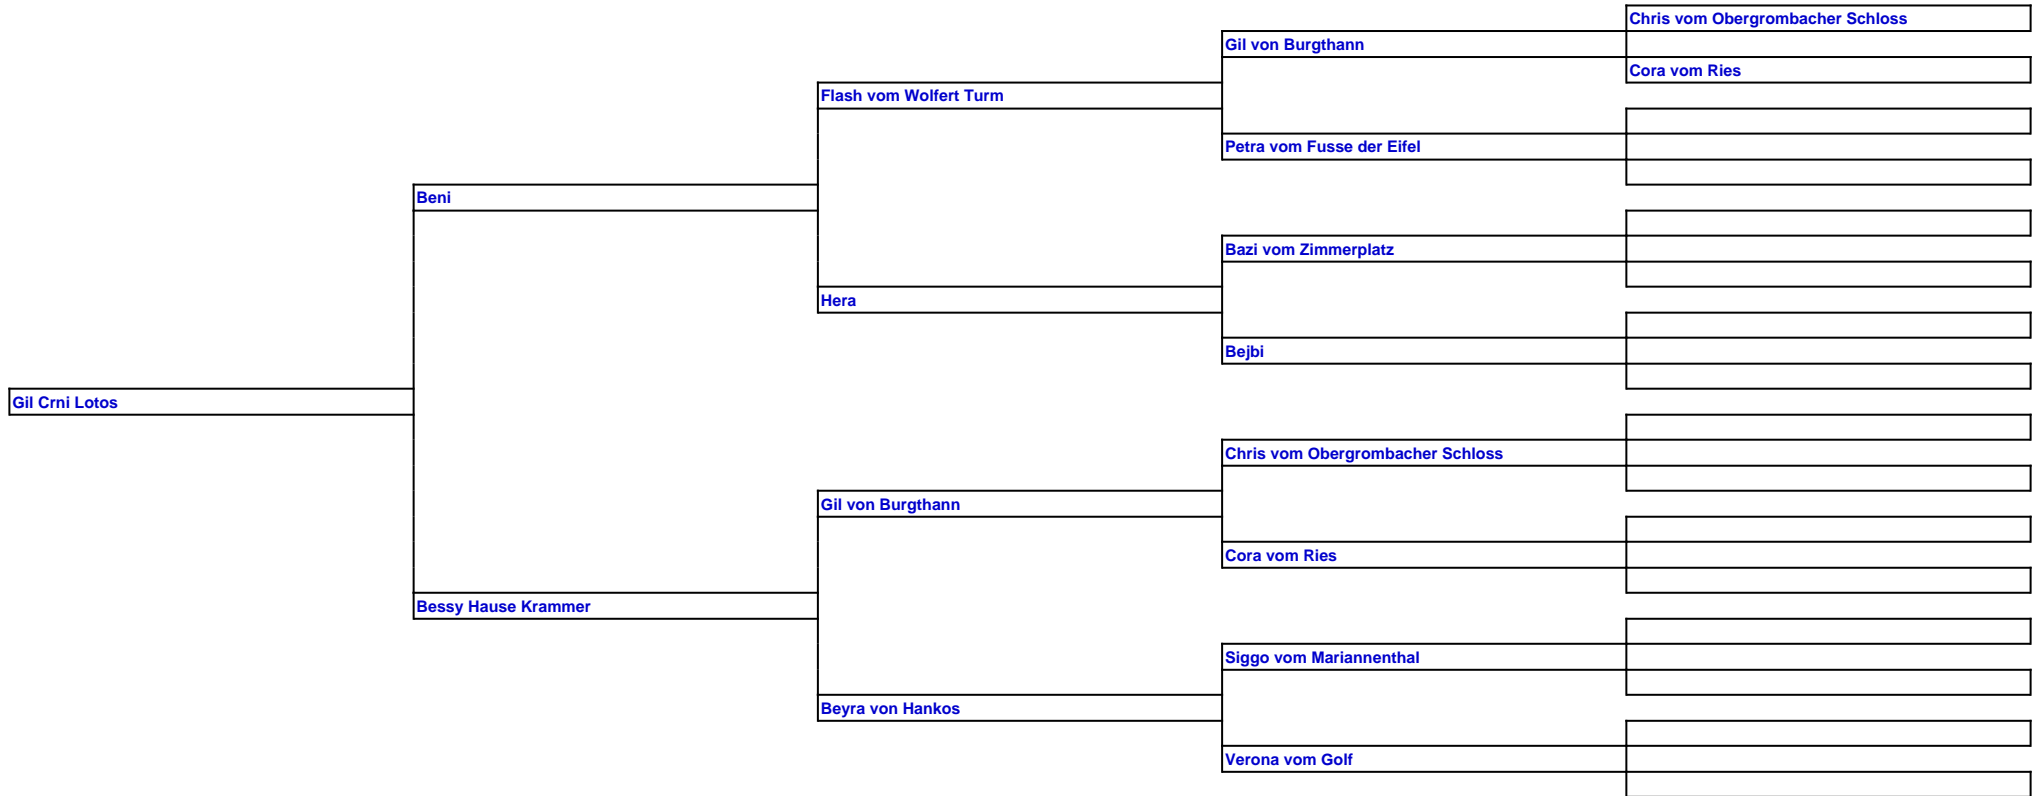 Chris vom Obergrombacher Schloss
Gil von Burgthann
Cora vom Ries
Flash vom Wolfert Turm
Petra vom Fusse der Eifel
Beni
Bazi vom Zimmerplatz
Hera
Bejbi
Gil Crni Lotos
Chris vom Obergrombacher Schloss
Gil von Burgthann
Cora vom Ries
Bessy Hause Krammer
Siggo vom Mariannenthal
Beyra von Hankos
Verona vom Golf